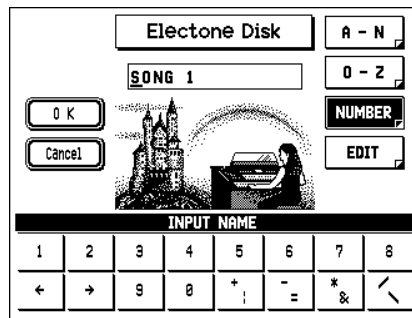 Electone Disk
A - N
SONG 1
O - Z
OK
NUMBER
Cancel
EDIT
INPUT NAME
1 2 3 4 5 6 7 8
← → 9 0 + ¦ - = * & / \